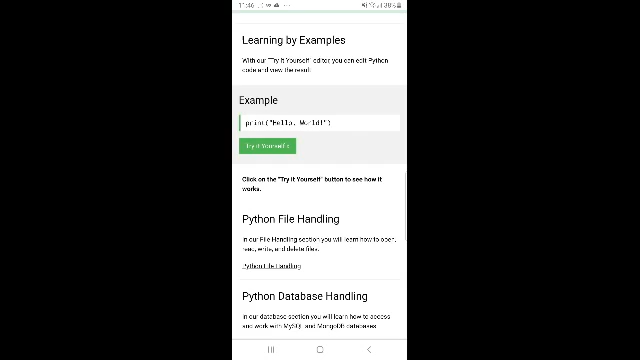 11:46
38%
Learning by Examples
With our "Try it Yourself" editor, you can edit Python
code and view the result.
Example
print("Hello, World!")
Try it Yourself »
Click on the "Try it Yourself" button to see how it
works.
Python File Handling
In our File Handling section you will learn how to open,
read, write, and delete files.
Python File Handling
Python Database Handling
In our database section you will learn how to access
and work with MySQL and MongoDB databases: